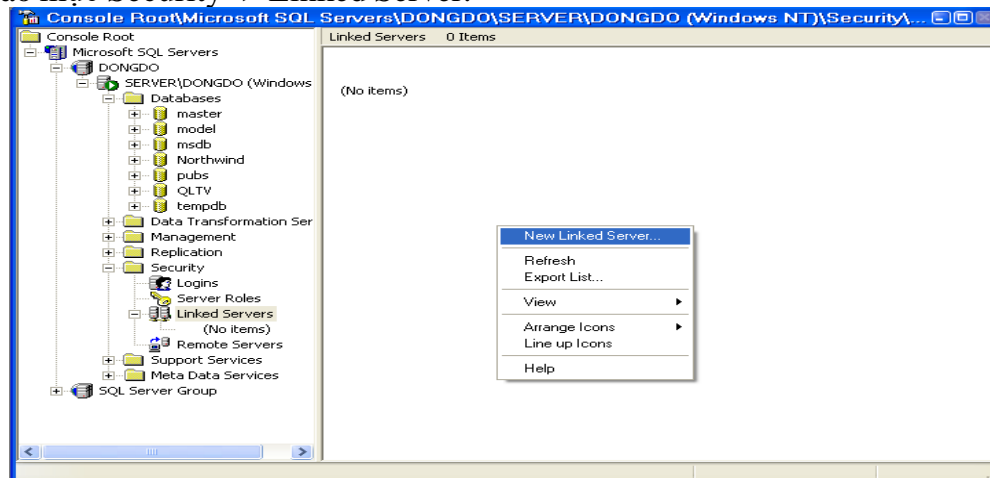 Security → Linked Server.
Console Root\Microsoft SQL Servers\DONGDO\SERVER\DONGDO (Windows NT)\Security\...
Console Root
Linked Servers 0 Items
Microsoft SQL Servers
DONGDO
SERVER\DONGDO (Windows
(No items)
Databases
master
model
msdb
Northwind
pubs
QLTV
tempdb
Data Transformation Ser
Management
Replication
Security
Logins
Server Roles
Linked Servers
(No items)
Remote Servers
Support Services
Meta Data Services
SQL Server Group
New Linked Server...
Refresh
Export List...
View
Arrange Icons
Line up Icons
Help